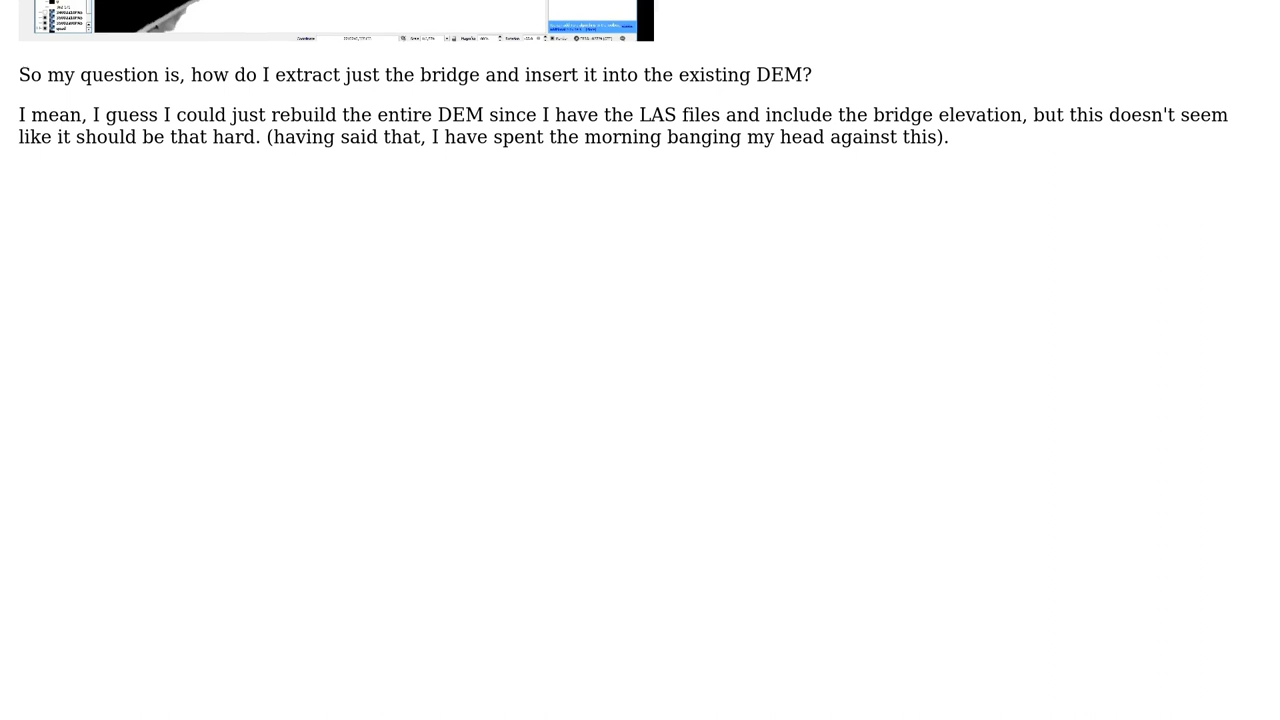 So my question is, how do I extract just the bridge and insert it into the existing DEM?
I mean, I guess I could just rebuild the entire DEM since I have the LAS files and include the bridge elevation, but this doesn't seem
like it should be that hard. (having said that, I have spent the morning banging my head against this).